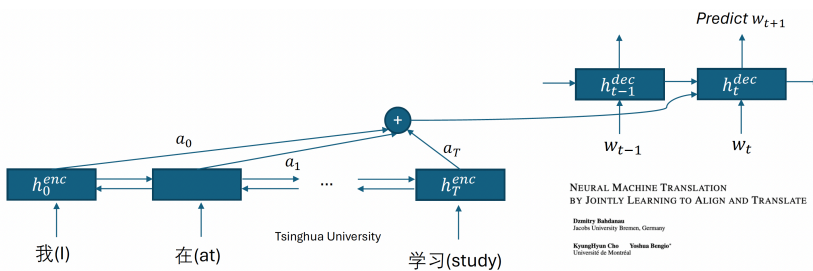 Predict w_{t+1}
h_{t-1}^{dec}
h_t^{dec}
+
a_0
a_1
a_T
w_{t-1}
w_t
h_0^{enc}
...
h_T^{enc}
NEURAL MACHINE TRANSLATION
BY JOINTLY LEARNING TO ALIGN AND TRANSLATE
Dzmitry Bahdanau
Jacobs University Bremen, Germany
KyungHyun Cho Yoshua Bengio*
Université de Montréal
Tsinghua University
我(I)
在(at)
学习(study)